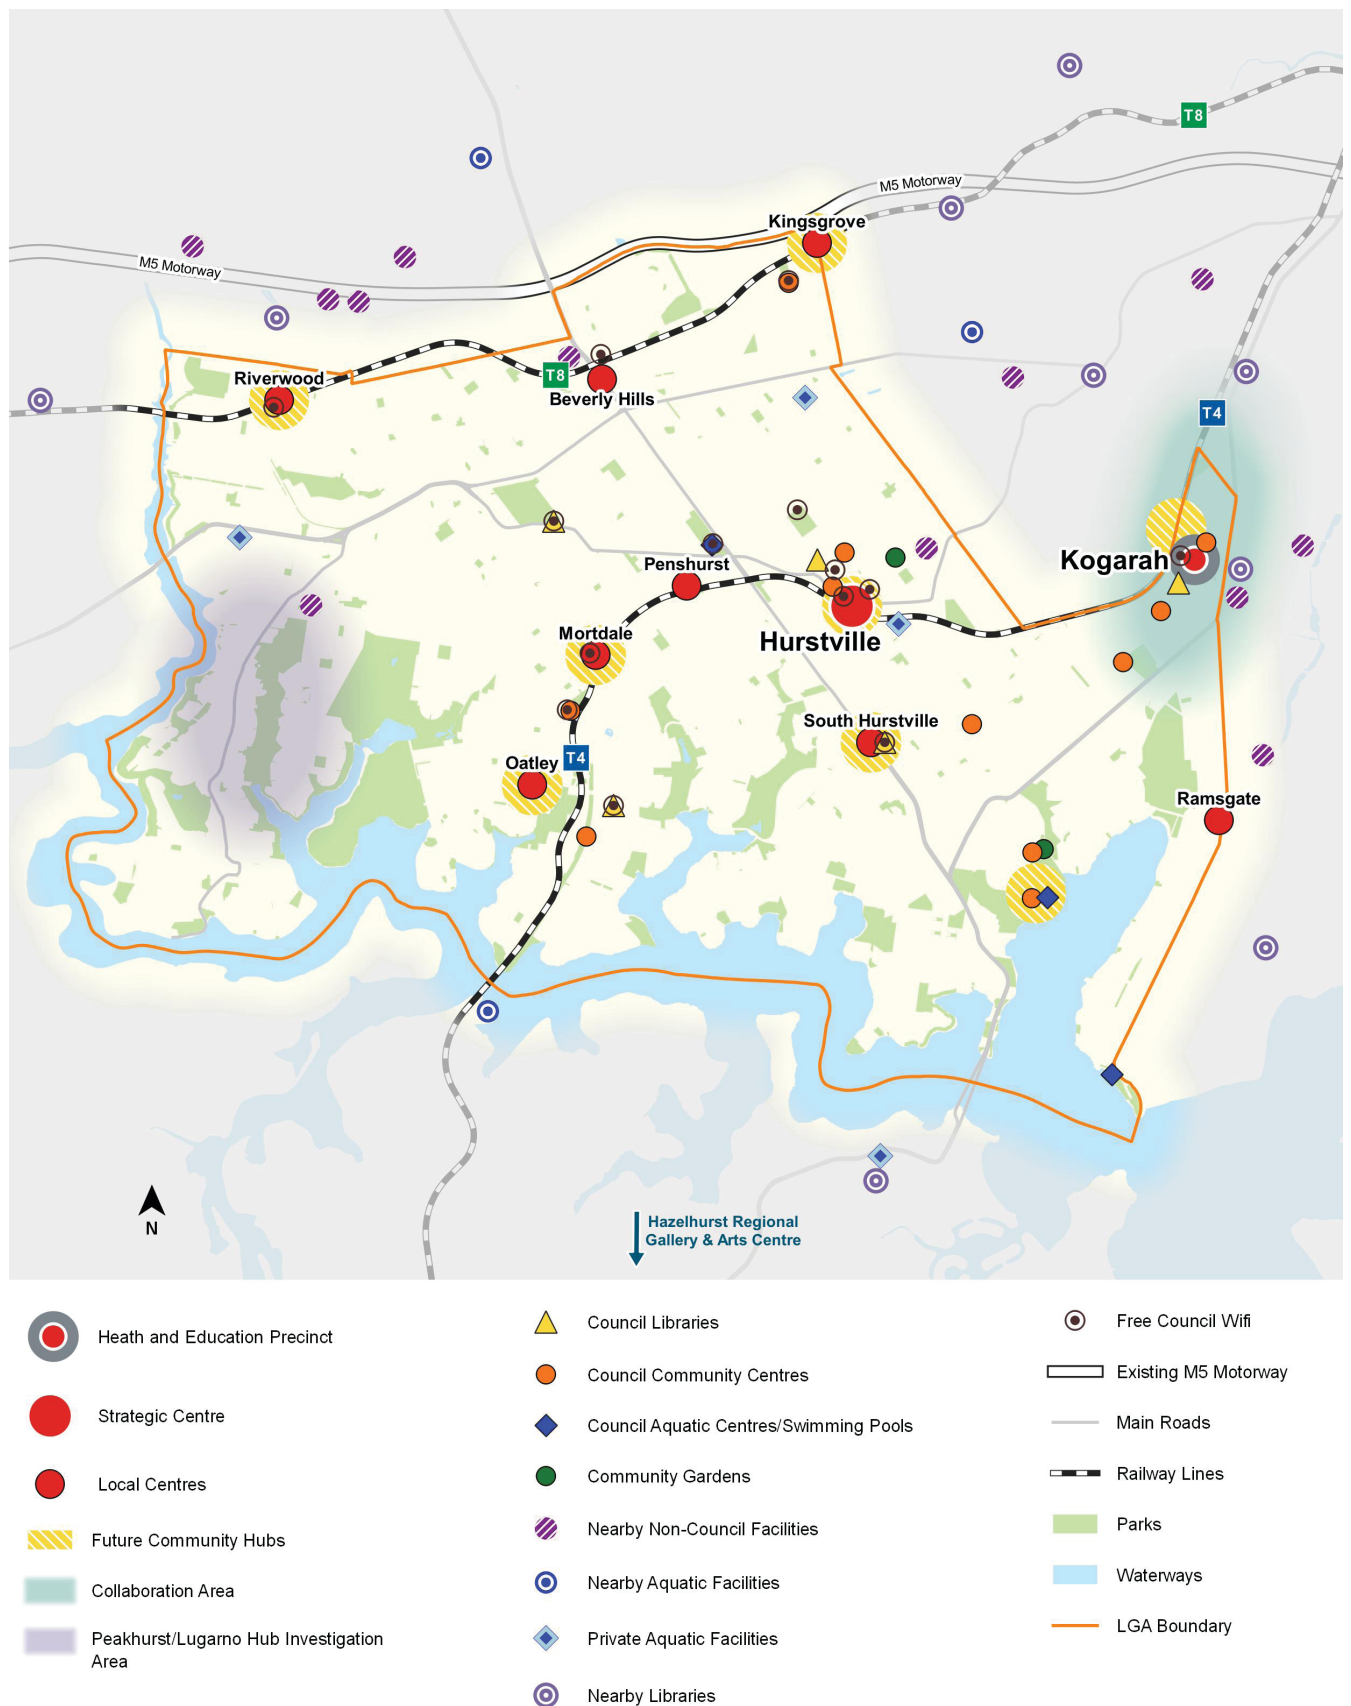 T8
M5 Motorway
Kingsgrove
M5 Motorway
Riverwood
T8
Beverly Hills
T4
Kogarah
Penshurst
Mortdale
Hurstville
South Hurstville
Oatley
T4
Ramsgate
N
Hazelhurst Regional
Gallery & Arts Centre
Heath and Education Precinct
Strategic Centre
Local Centres
Future Community Hubs
Collaboration Area
Peakhurst/Lugarno Hub Investigation
Area
Council Libraries
Council Community Centres
Council Aquatic Centres/Swimming Pools
Community Gardens
Nearby Non-Council Facilities
Nearby Aquatic Facilities
Private Aquatic Facilities
Nearby Libraries
Free Council Wifi
Existing M5 Motorway
Main Roads
Railway Lines
Parks
Waterways
LGA Boundary